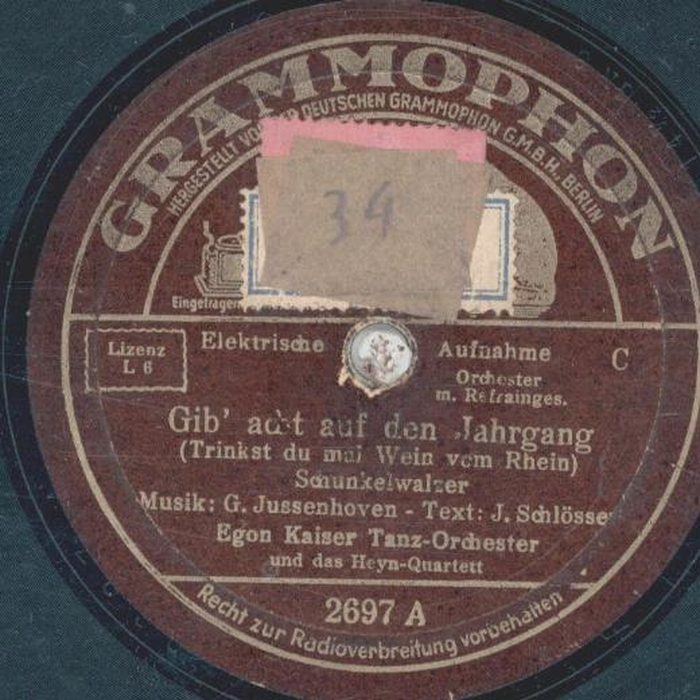 GRAMMOPHON
HERGESTELLT VON DER DEUTSCHEN GRAMMOPHON G.M.B.H. BERLIN
34
Eingetragen
Lizenz
L 6
Elektrische Aufnahme C
Orchester
m. Refrainges.
Gib' acht auf den Jahrgang
(Trinkst du mal Wein vom Rhein)
Schunkelwalzer
Musik: G. Jussenhoven - Text: J. Schlösser
Egon Kaiser Tanz-Orchester
und das Heyn-Quartett
2697 A
Recht zur Radioverbreitung vorbehalten